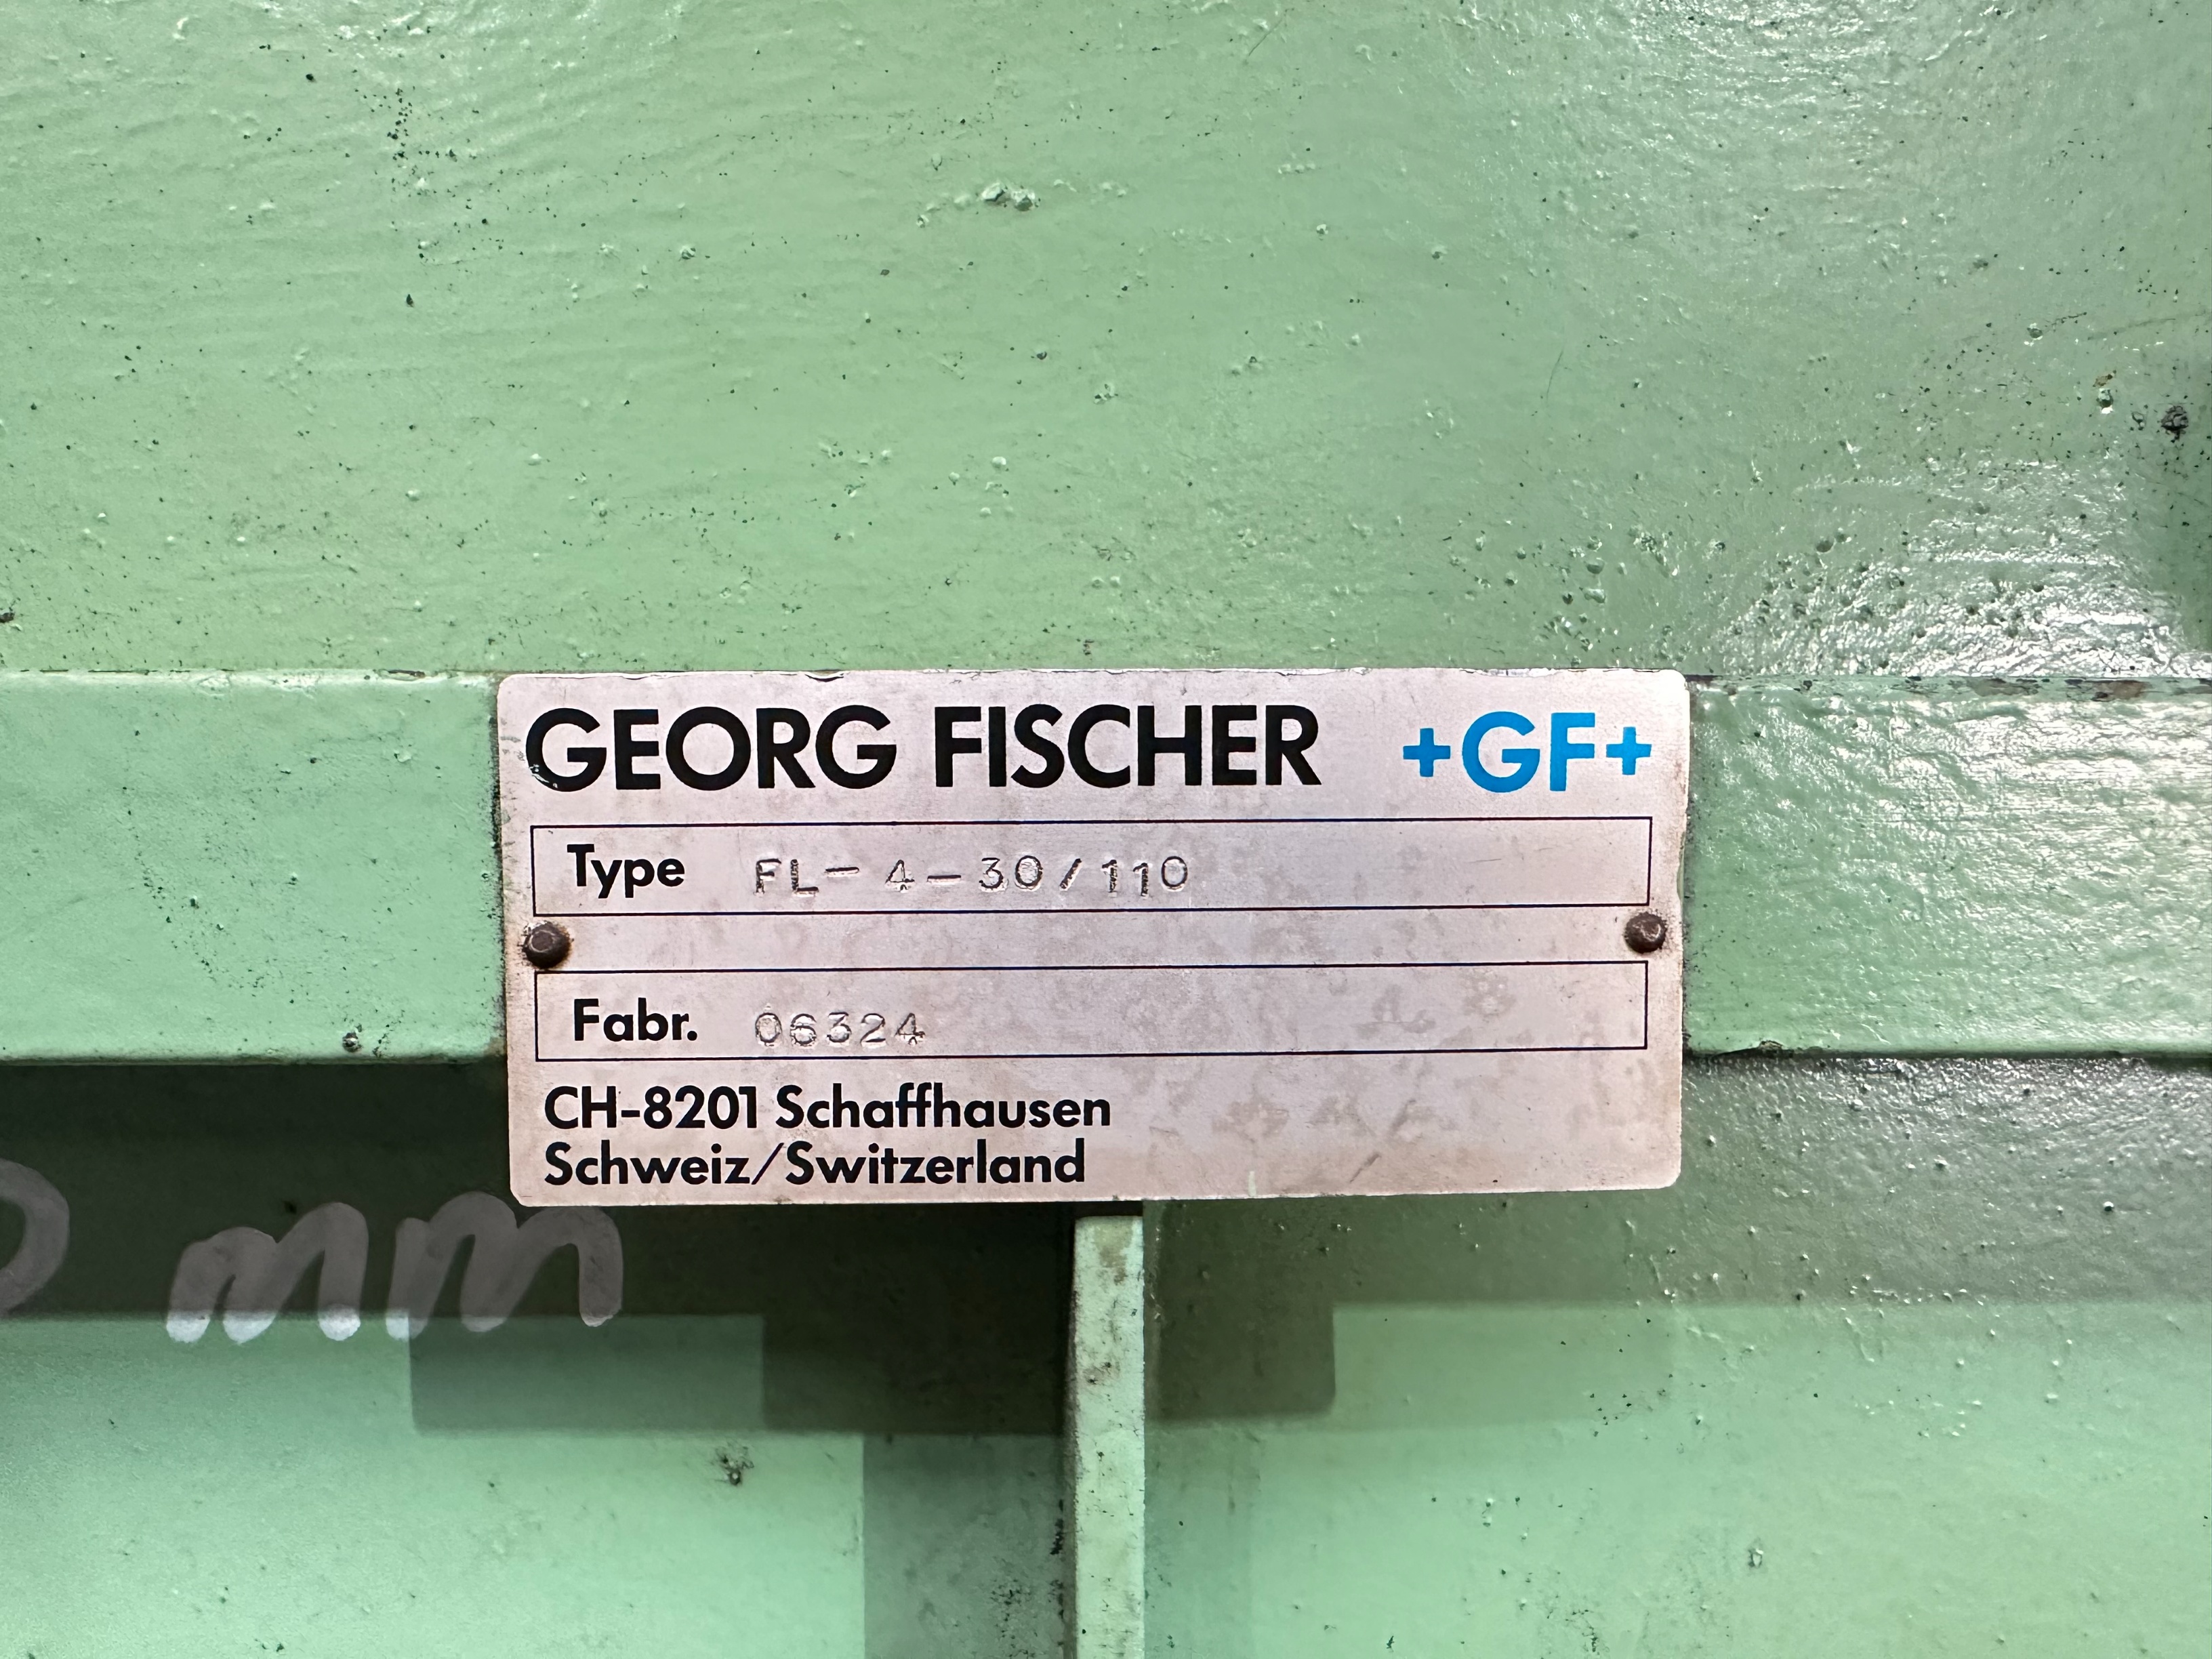 GEORG FISCHER +GF+
Type FL-4-30/110
Fabr. 06324
CH-8201 Schaffhausen
Schweiz/Switzerland
mm